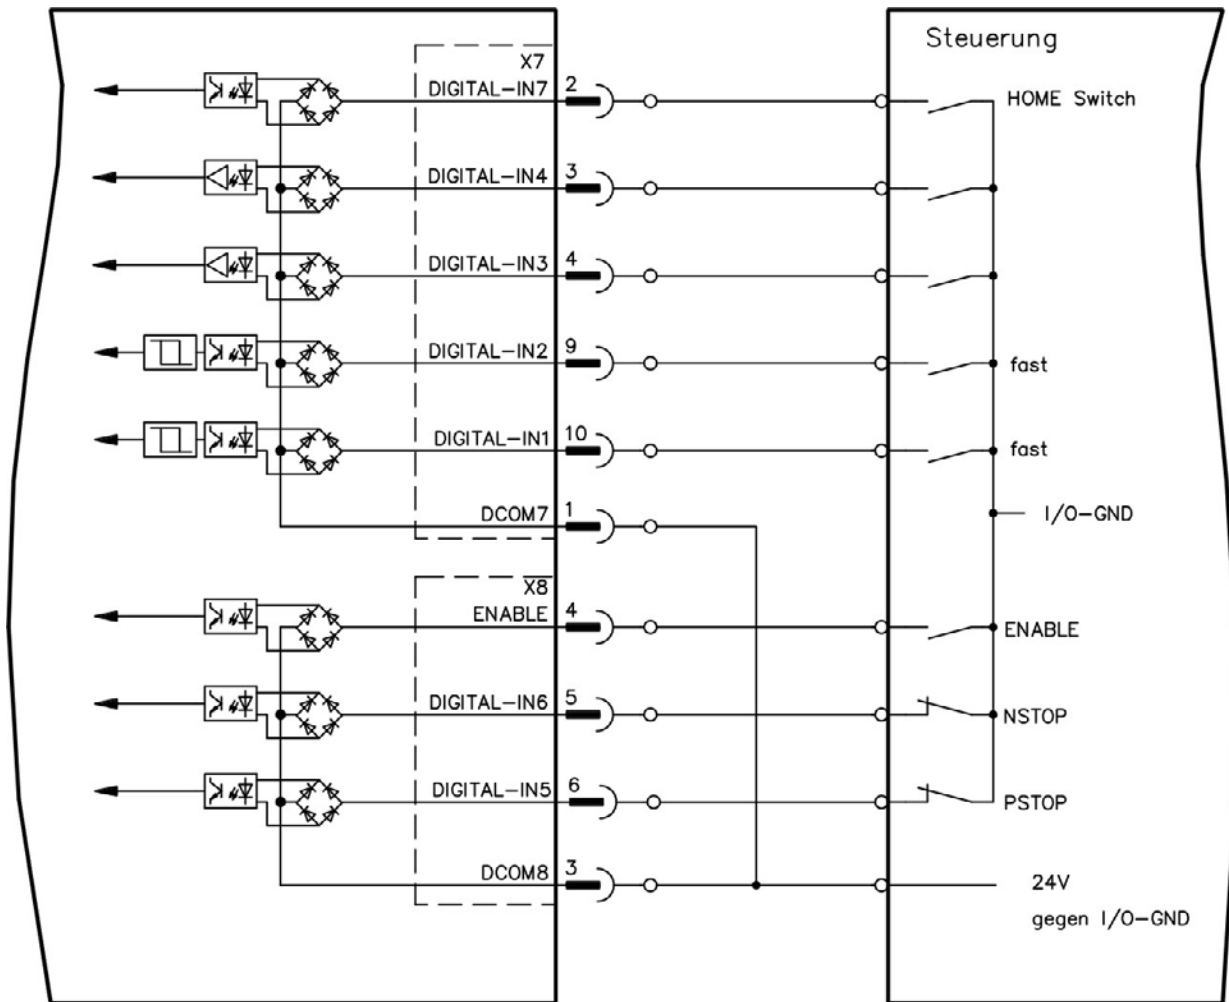 Steuerung
X7
DIGITAL-IN7 2 HOME Switch
DIGITAL-IN4 3
DIGITAL-IN3 4
DIGITAL-IN2 9 fast
DIGITAL-IN1 10 fast
DCOM7 1 I/O-GND
X8
ENABLE 4 ENABLE
DIGITAL-IN6 5 NSTOP
DIGITAL-IN5 6 PSTOP
DCOM8 3 24V
gegen I/O-GND